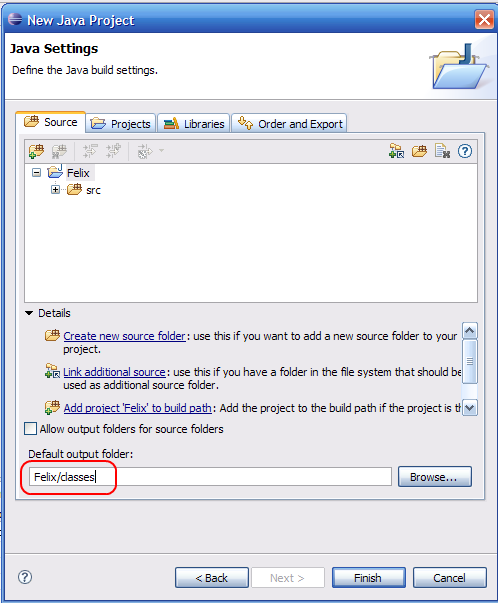 New Java Project
Java Settings
Define the Java build settings.
Source Projects Libraries Order and Export
Felix
src
Details
Create new source folder: use this if you want to add a new source folder to your
project.
Link additional source: use this if you have a folder in the file system that should be
used as additional source folder.
Add project 'Felix' to build path: Add the project to the build path if the project is th
Allow output folders for source folders
Default output folder:
Felix/classes
Browse...
< Back Next > Finish Cancel